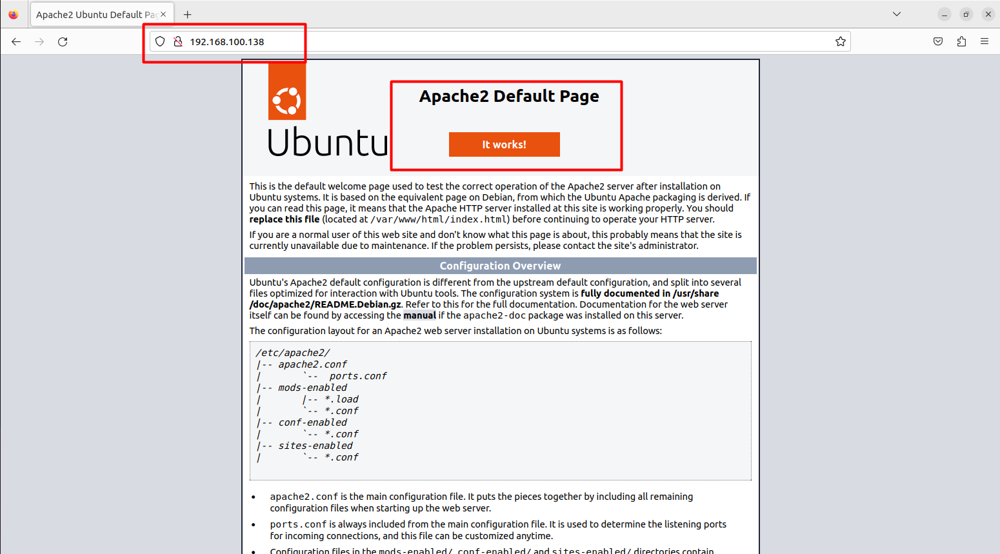 Apache2 Ubuntu Default Pa
192.168.100.138
Ubuntu
Apache2 Default Page
It works!
This is the default welcome page used to test the correct operation of the Apache2 server after installation on
Ubuntu systems. It is based on the equivalent page on Debian, from which the Ubuntu Apache packaging is derived. If
you can read this page, it means that the Apache HTTP server installed at this site is working properly. You should
replace this file (located at /var/www/html/index.html) before continuing to operate your HTTP server.
If you are a normal user of this web site and don't know what this page is about, this probably means that the site is
currently unavailable due to maintenance. If the problem persists, please contact the site's administrator.
Configuration Overview
Ubuntu's Apache2 default configuration is different from the upstream default configuration, and split into several
files optimized for interaction with Ubuntu tools. The configuration system is fully documented in /usr/share
/doc/apache2/README.Debian.gz. Refer to this for the full documentation. Documentation for the web server
itself can be found by accessing the manual if the apache2-doc package was installed on this server.
The configuration layout for an Apache2 web server installation on Ubuntu systems is as follows:
/etc/apache2/
|-- apache2.conf
|       `--  ports.conf
|-- mods-enabled
|       |-- *.load
|       `-- *.conf
|-- conf-enabled
|       `-- *.conf
|-- sites-enabled
|       `-- *.conf
• apache2.conf is the main configuration file. It puts the pieces together by including all remaining
configuration files when starting up the web server.
• ports.conf is always included from the main configuration file. It is used to determine the listening ports
for incoming connections, and this file can be customized anytime.
• Configuration files in the mods-enabled/, conf-enabled/ and sites-enabled/ directories contain